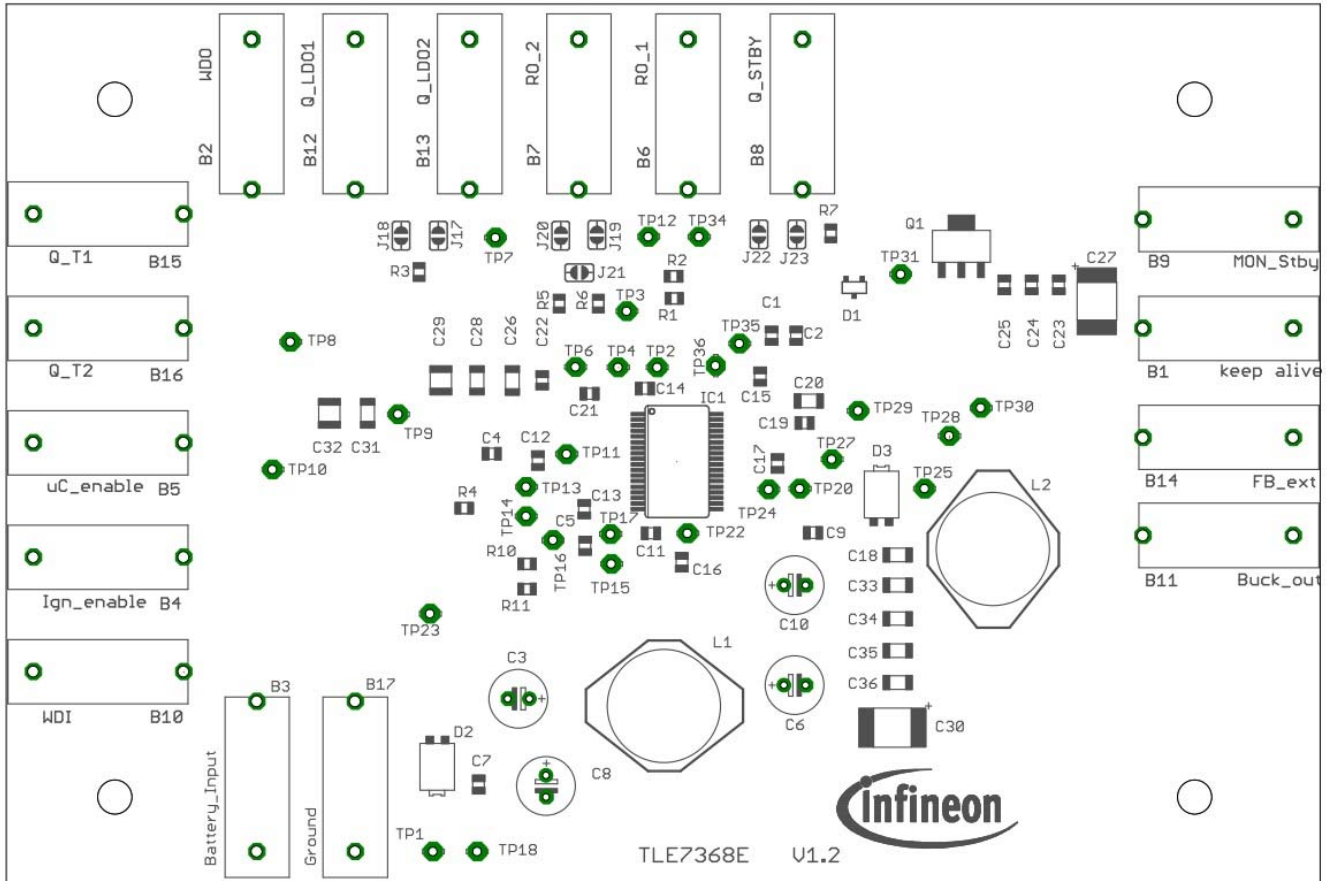 WDO
B2
Q_LDO1
B12
Q_LDO2
B13
RO_2
B7
RO_1
B6
Q_STBY
B8
Q_T1
B15
Q_T2
B16
uC_enable
B5
Ign_enable
B4
WDI
B10
B3
Battery_Input
B17
Ground
B9
MON_Stby
B1
keep alive
B14
FB_ext
B11
Buck_out
J18
J17
TP7
J20
J19
TP12
TP34
J22
J23
R7
Q1
R3
J21
R2
TP31
+
C27
R5
R6
TP3
R1
D1
TP8
C29
C28
C26
C22
C1
C2
TP35
C25
C24
C23
TP6
TP4
TP2
TP36
C14
C15
C20
C21
IC1
C32
C31
TP9
C19
TP29
TP28
TP30
C4
C12
TP11
TP27
D3
TP10
C17
TP13
TP24
TP20
TP25
L2
R4
TP14
C13
C5
TP17
TP22
C9
R10
TP16
C11
C16
C18
TP15
R11
C33
+
C10
TP23
C34
L1
C35
C3
+
+
C6
C36
+
C30
D2
C7
+
C8
infineon
TP1
TP18
TLE7368E V1.2